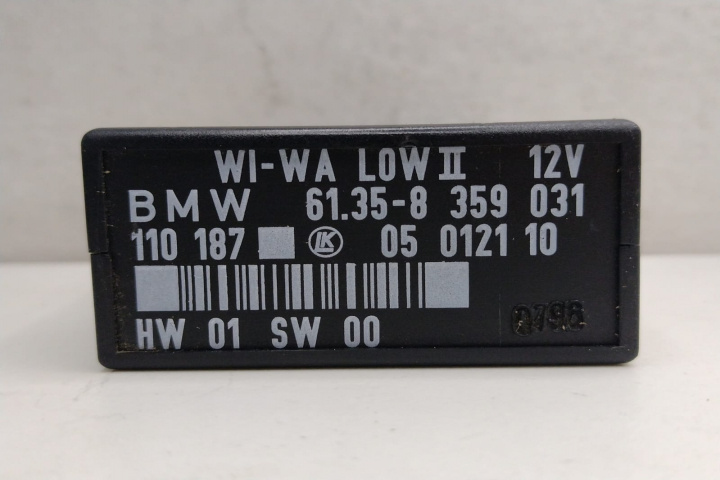 WI-WA LOW II 12V
BMW 61.35-8 359 031
110 187 LK 05 0121 10
HW 01 SW 00
0796